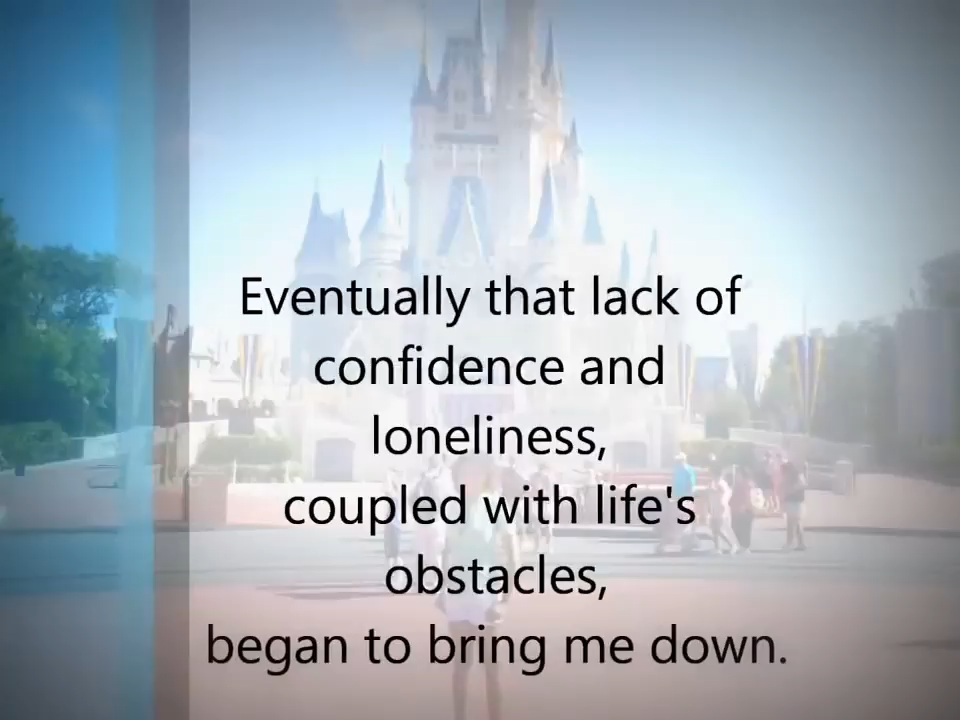 Eventually that lack of
confidence and
loneliness,
coupled with life's
obstacles,
began to bring me down.